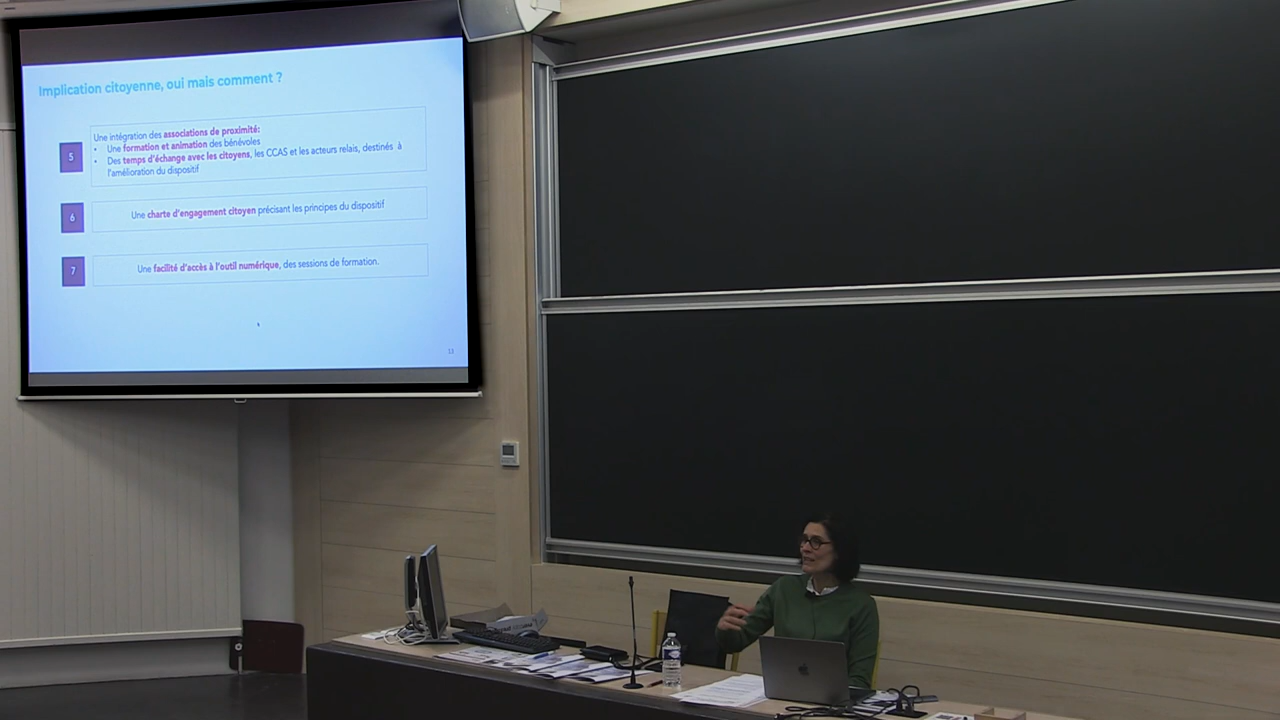 Implication citoyenne, oui mais comment ?
5
Une intégration des associations de proximité:
• Une formation et animation des bénévoles
• Des temps d'échange avec les citoyens, les CCAS et les acteurs relais, destinés à
l'amélioration du dispositif
6
Une charte d'engagement citoyen précisant les principes du dispositif
7
Une facilité d'accès à l'outil numérique, des sessions de formation.